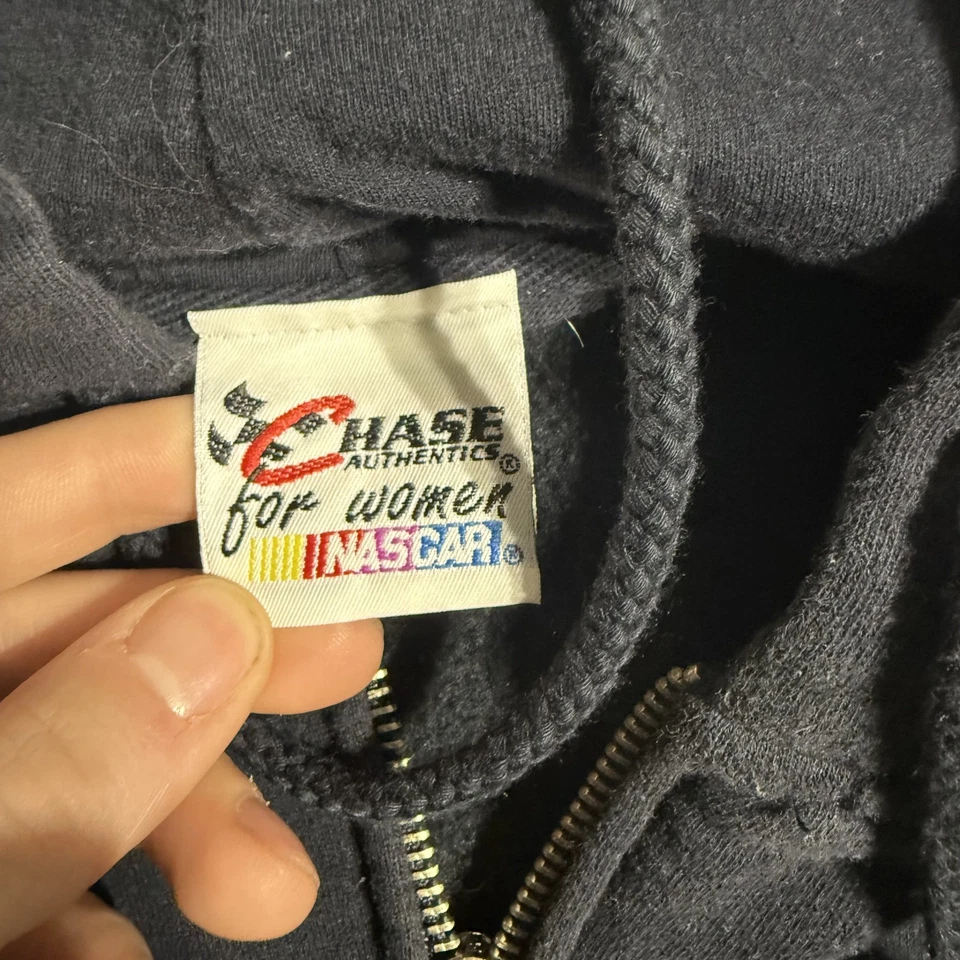 CHASE
AUTHENTICS®
for women
NASCAR®